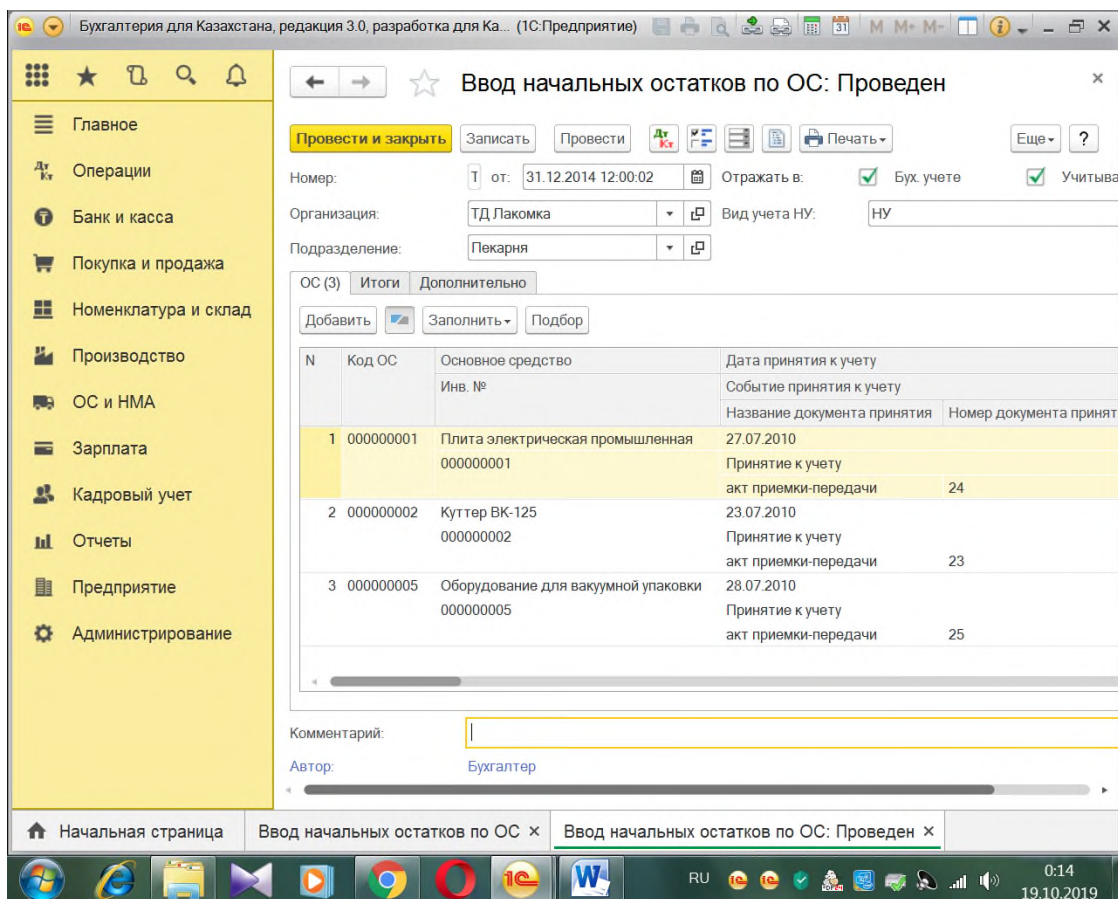 Бухгалтерия для Казахстана, редакция 3.0, разработка для Ка... (1С:Предприятие) M M+ M-
Ввод начальных остатков по ОС: Проведен
Главное
Операции
Банк и касса
Покупка и продажа
Номенклатура и склад
Производство
ОС и НМА
Зарплата
Кадровый учет
Отчеты
Предприятие
Администрирование
Провести и закрыть Записать Провести Дт Кт Печать Еще ?
Номер: Т от: 31.12.2014 12:00:02 Отражать в: Бух. учете Учитыва
Организация: ТД Лакомка Вид учета НУ: НУ
Подразделение: Пекарня
ОС (3) Итоги Дополнительно
Добавить Заполнить Подбор
N Код ОС Основное средство Дата принятия к учету
Инв. № Событие принятия к учету
Название документа принятия Номер документа принят
1 000000001 Плита электрическая промышленная 27.07.2010
000000001 Принятие к учету
акт приемки-передачи 24
2 000000002 Куттер ВК-125 23.07.2010
000000002 Принятие к учету
акт приемки-передачи 23
3 000000005 Оборудование для вакуумной упаковки 28.07.2010
000000005 Принятие к учету
акт приемки-передачи 25
Комментарий:
Автор: Бухгалтер
Начальная страница Ввод начальных остатков по ОС × Ввод начальных остатков по ОС: Проведен ×
RU 0:14
19.10.2019